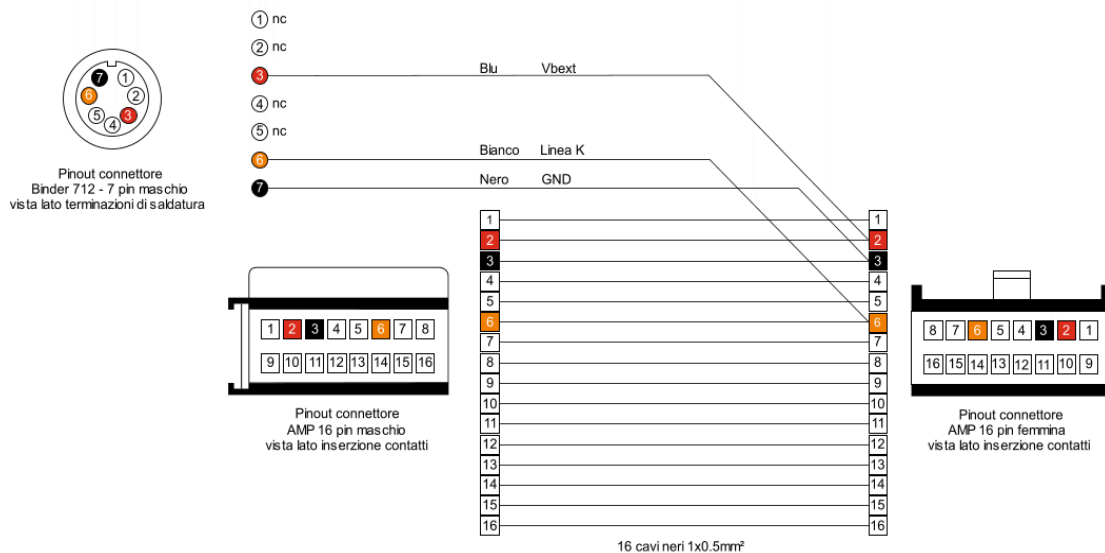 1 nc
2 nc
3 Blu Vbext
4 nc
5 nc
6 Bianco Linea K
7 Nero GND
7 1
6 2
5 3
4
Pinout connettore
Binder 712 - 7 pin maschio
vista lato terminazioni di saldatura
1 1
2 2
3 3
4 4
5 5
6 6
7 7
8 8
9 9
10 10
11 11
12 12
13 13
14 14
15 15
16 16
16 cavi neri 1x0.5mm²
1 2 3 4 5 6 7 8
9 10 11 12 13 14 15 16
Pinout connettore
AMP 16 pin maschio
vista lato inserzione contatti
8 7 6 5 4 3 2 1
16 15 14 13 12 11 10 9
Pinout connettore
AMP 16 pin femmina
vista lato inserzione contatti